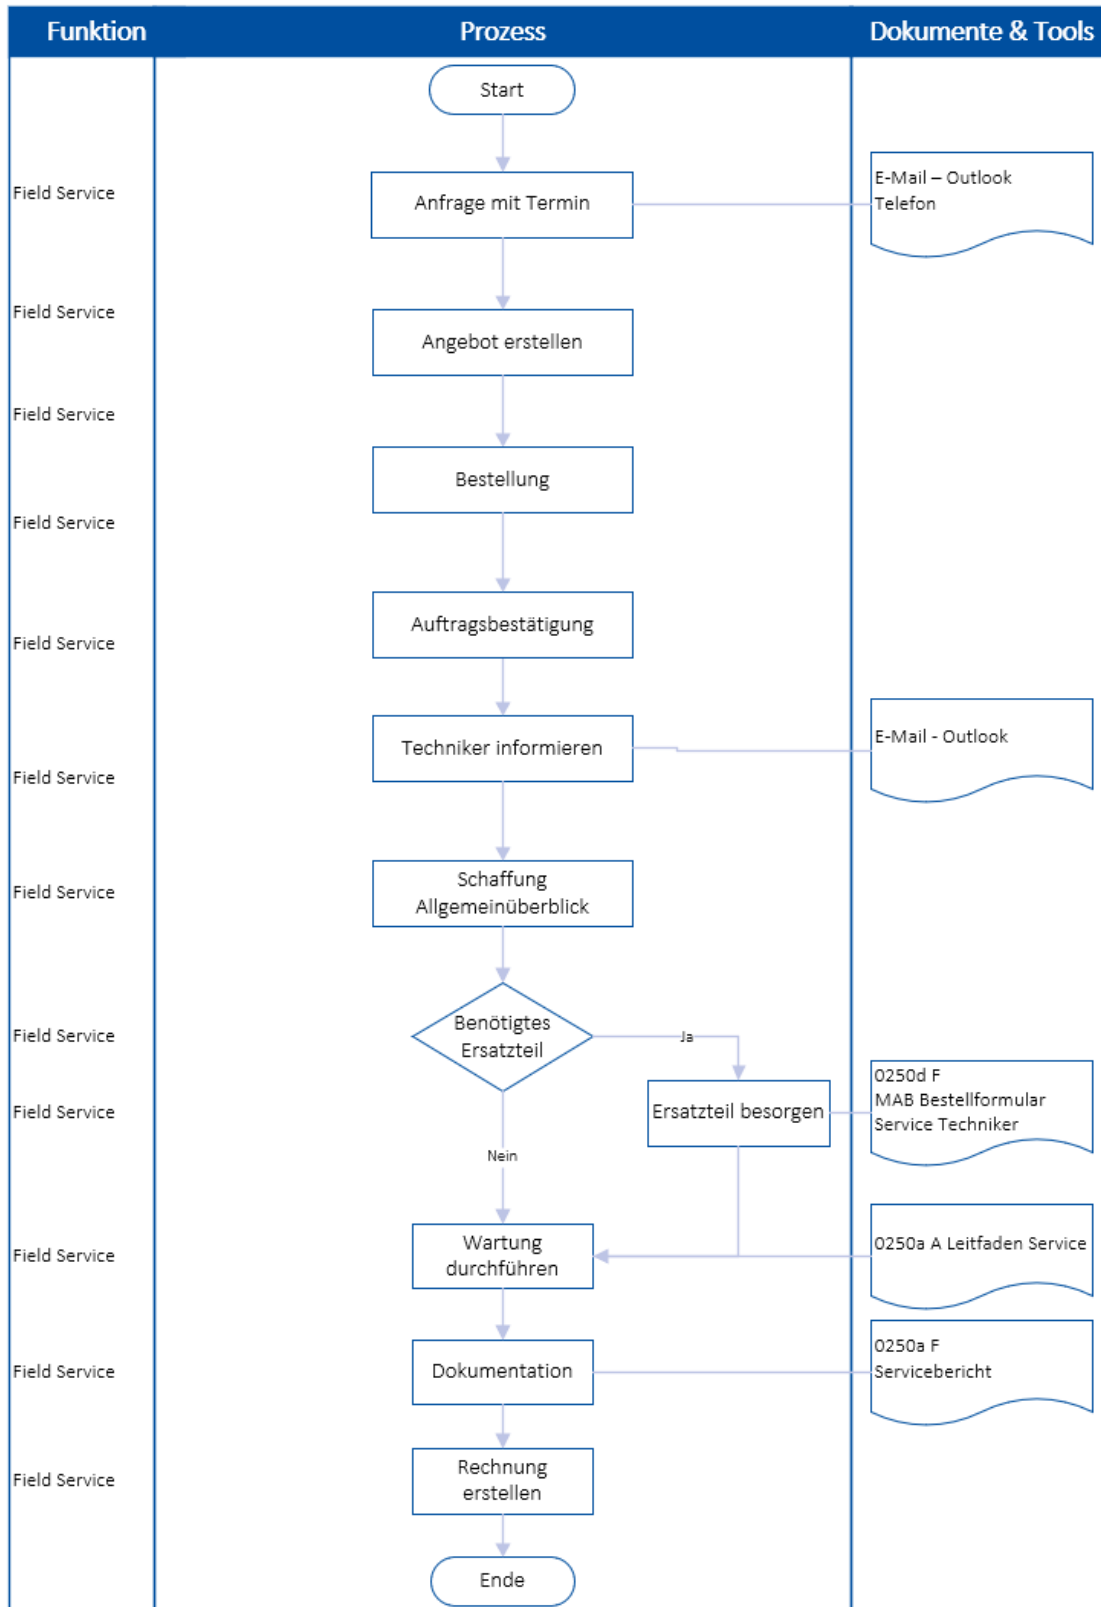 Funktion
Prozess
Dokumente & Tools
Start
Field Service
Anfrage mit Termin
E-Mail – Outlook
Telefon
Field Service
Angebot erstellen
Field Service
Bestellung
Field Service
Auftragsbestätigung
Field Service
Techniker informieren
E-Mail - Outlook
Field Service
Schaffung
Allgemeinüberblick
Field Service
Benötigtes
Ersatzteil
Field Service
Ja
0250d F
MAB Bestellformular
Service Techniker
Field Service
Ersatzteil besorgen
Nein
Field Service
Wartung
durchführen
0250a A Leitfaden Service
Field Service
Dokumentation
0250a F
Servicebericht
Field Service
Rechnung
erstellen
Ende